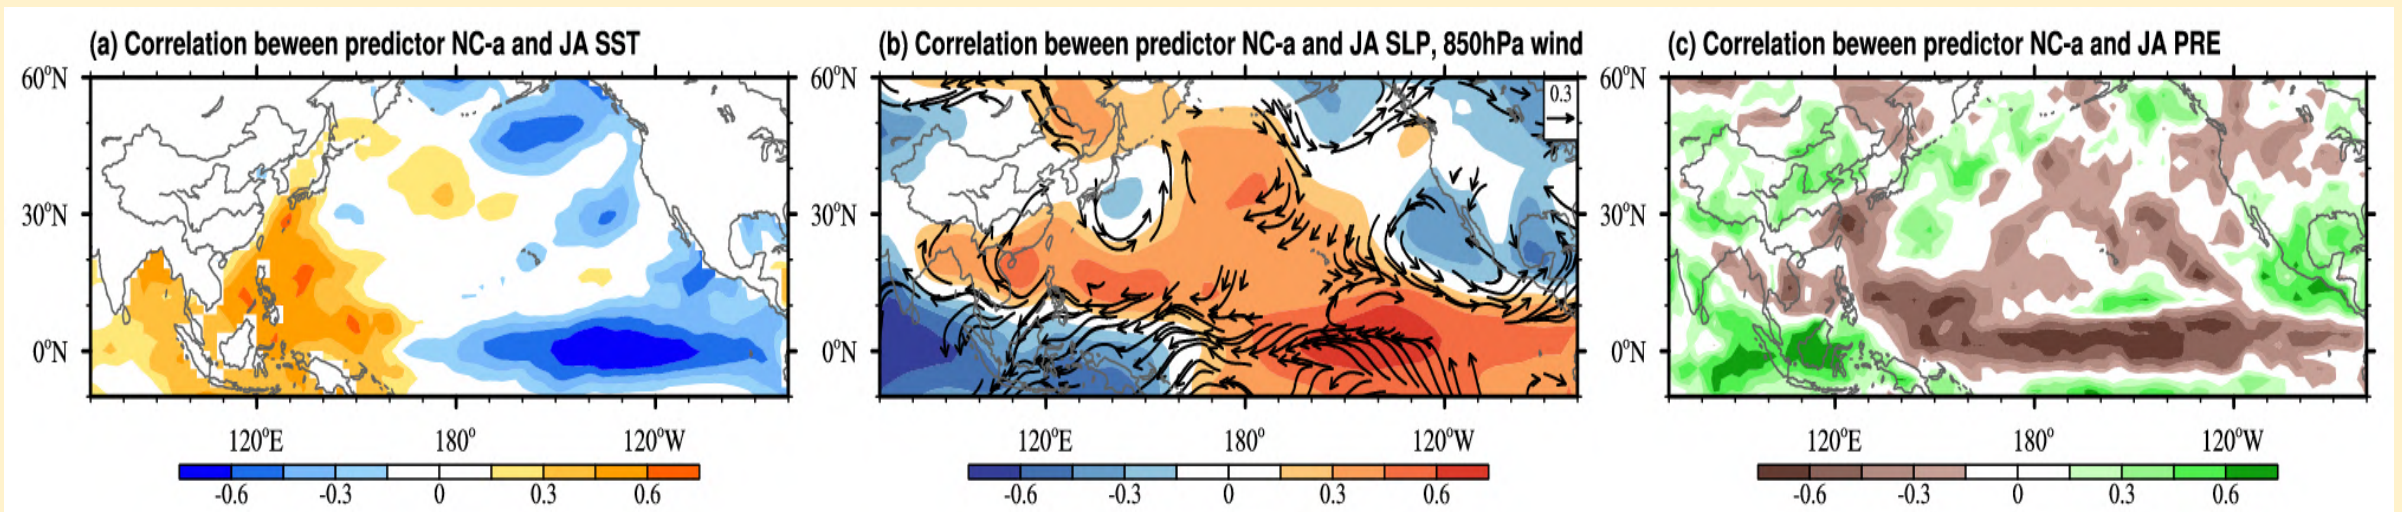 (a) Correlation beween predictor NC-a and JA SST
60°N
30°N
0°N
120°E 180° 120°W
-0.6 -0.3 0 0.3 0.6
(b) Correlation beween predictor NC-a and JA SLP, 850hPa wind
60°N
30°N
0°N
0.3
120°E 180° 120°W
-0.6 -0.3 0 0.3 0.6
(c) Correlation beween predictor NC-a and JA PRE
60°N
30°N
0°N
120°E 180° 120°W
-0.6 -0.3 0 0.3 0.6